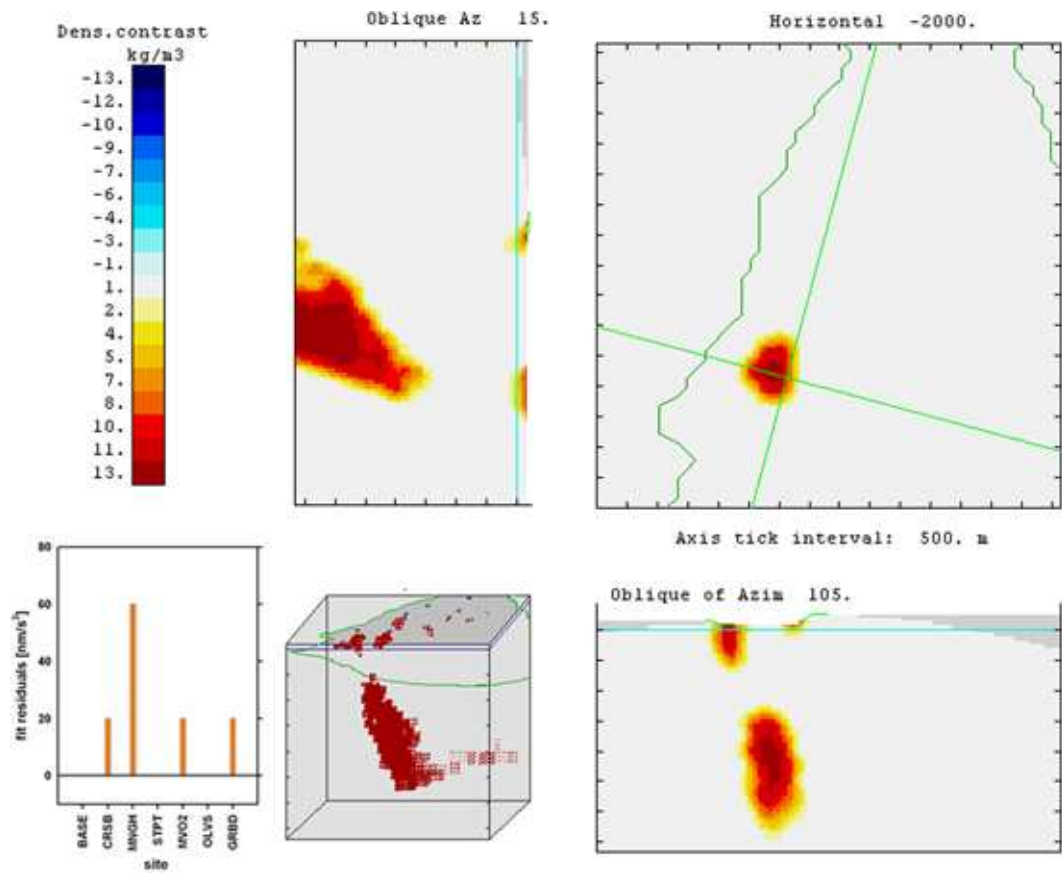 Dens.contrast
kg/m3
-13.
-12.
-10.
-9.
-7.
-6.
-4.
-3.
-1.
1.
2.
4.
5.
7.
8.
10.
11.
13.
Oblique Az 15.
Horizontal -2000.
Axis tick interval: 500. m
80
60
40
20
0
fit residuals [nm/s²]
BASE
CRSB
MNGH
STPT
MVO2
OLVS
GRBD
site
Oblique of Azim 105.